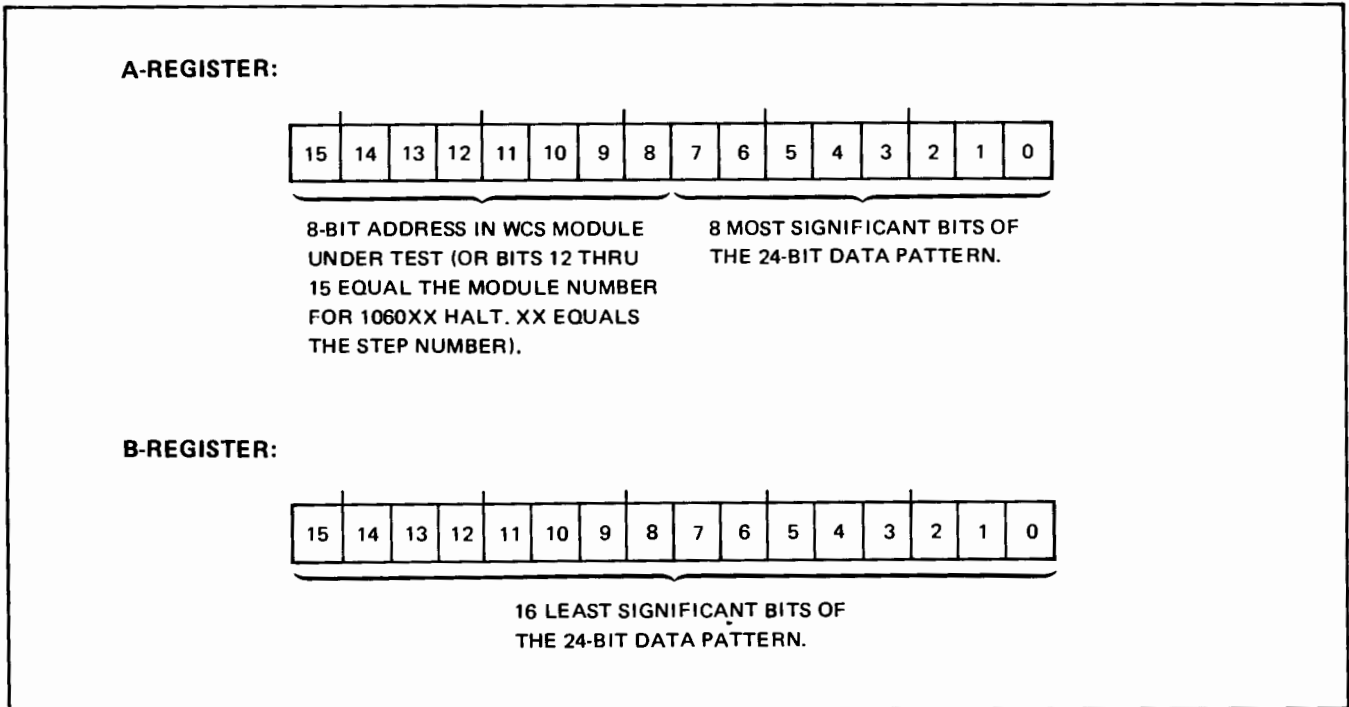 A-REGISTER:
15 14 13 12 11 10 9 8 7 6 5 4 3 2 1 0
8-BIT ADDRESS IN WCS MODULE
UNDER TEST (OR BITS 12 THRU
15 EQUAL THE MODULE NUMBER
FOR 1060XX HALT. XX EQUALS
THE STEP NUMBER).
8 MOST SIGNIFICANT BITS OF
THE 24-BIT DATA PATTERN.
B-REGISTER:
15 14 13 12 11 10 9 8 7 6 5 4 3 2 1 0
16 LEAST SIGNIFICANT BITS OF
THE 24-BIT DATA PATTERN.